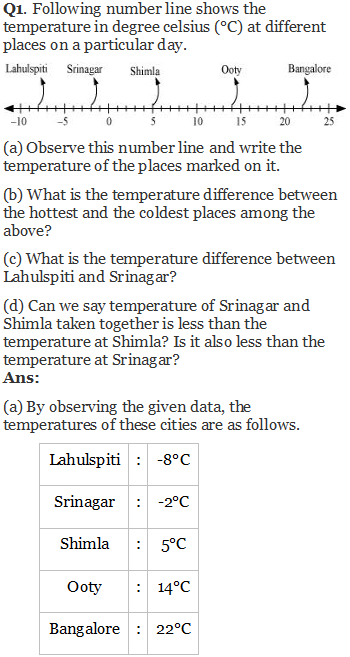 Q1. Following number line shows the
temperature in degree celsius (°C) at different
places on a particular day.
Lahulspiti Srinagar Shimla Ooty Bangalore
−10 −5 0 5 10 15 20 25
(a) Observe this number line and write the
temperature of the places marked on it.
(b) What is the temperature difference between
the hottest and the coldest places among the
above?
(c) What is the temperature difference between
Lahulspiti and Srinagar?
(d) Can we say temperature of Srinagar and
Shimla taken together is less than the
temperature at Shimla? Is it also less than the
temperature at Srinagar?
Ans:
(a) By observing the given data, the
temperatures of these cities are as follows.
Lahulspiti : -8°C
Srinagar : -2°C
Shimla : 5°C
Ooty : 14°C
Bangalore : 22°C